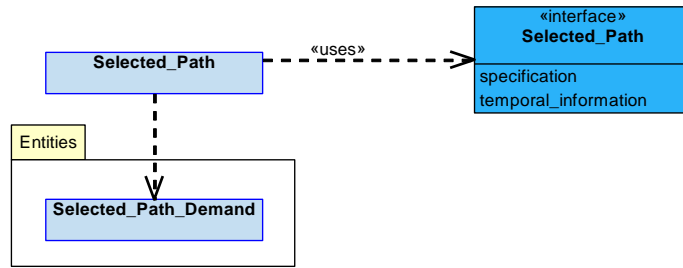 «interface»
Selected_Path
specification
temporal_information
«uses»
Selected_Path
Entities
Selected_Path_Demand